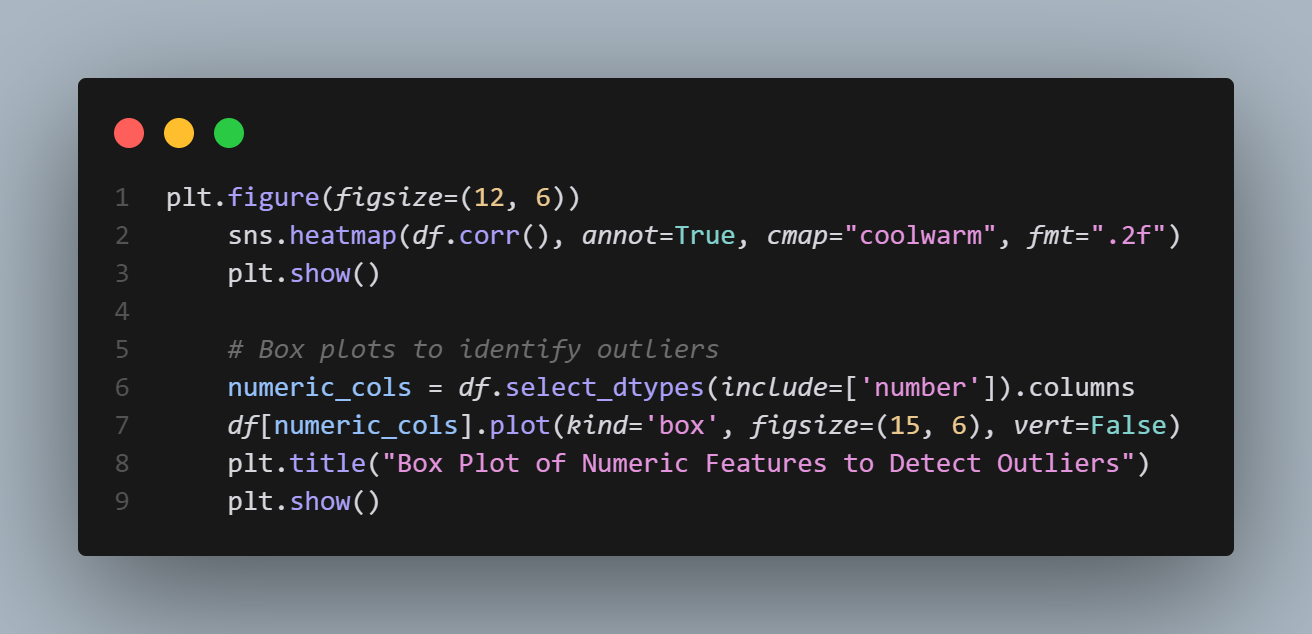 1 plt.figure(figsize=(12, 6))
2     sns.heatmap(df.corr(), annot=True, cmap="coolwarm", fmt=".2f")
3     plt.show()
4
5     # Box plots to identify outliers
6     numeric_cols = df.select_dtypes(include=['number']).columns
7     df[numeric_cols].plot(kind='box', figsize=(15, 6), vert=False)
8     plt.title("Box Plot of Numeric Features to Detect Outliers")
9     plt.show()